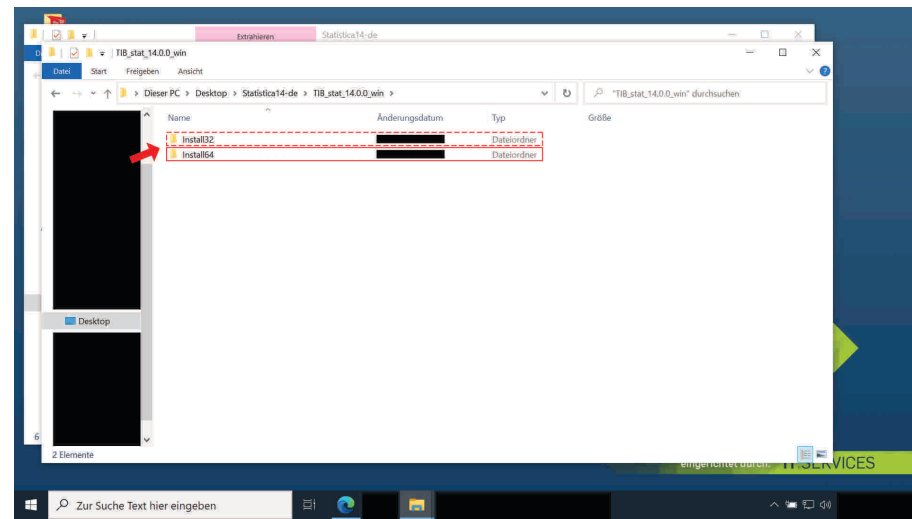 Extrahieren Statistica14-de
TIB_stat_14.0.0_win
Datei Start Freigeben Ansicht
Dieser PC > Desktop > Statistica14-de > TIB_stat_14.0.0_win > "TIB_stat_14.0.0_win" durchsuchen
Name Änderungsdatum Typ Größe
Install32 Dateiordner
Install64 Dateiordner
Desktop
2 Elemente
eingerichtet durch: IT SERVICES
Zur Suche Text hier eingeben